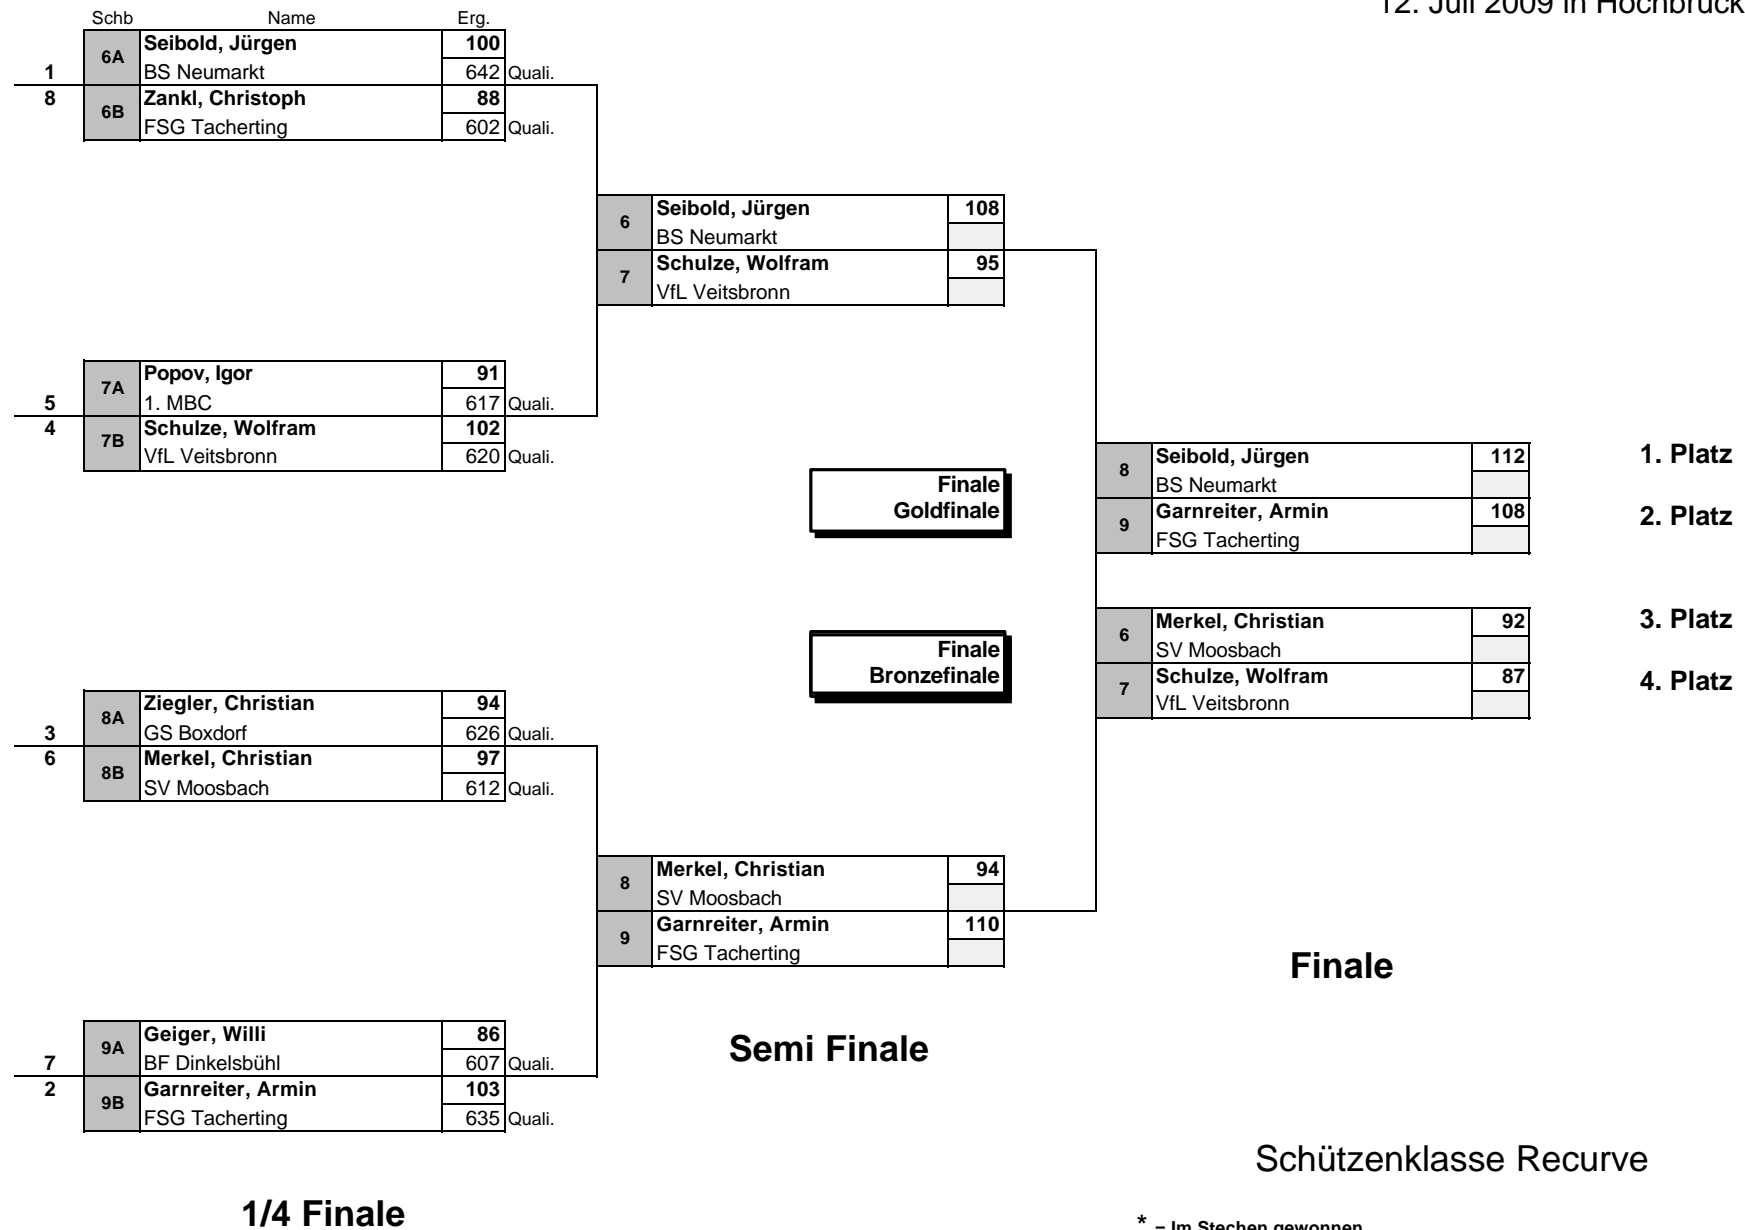 12. Juli 2009 in Hochbrück
Schb Name Erg.
6A Seibold, Jürgen 100
1 BS Neumarkt 642 Quali.
8 6B Zankl, Christoph 88
FSG Tacherting 602 Quali.
6 Seibold, Jürgen 108
BS Neumarkt
7 Schulze, Wolfram 95
VfL Veitsbronn
7A Popov, Igor 91
5 1. MBC 617 Quali.
4 7B Schulze, Wolfram 102
VfL Veitsbronn 620 Quali.
8 Seibold, Jürgen 112 1. Platz
BS Neumarkt
Finale
Goldfinale
9 Garnreiter, Armin 108 2. Platz
FSG Tacherting
6 Merkel, Christian 92 3. Platz
SV Moosbach
Finale
Bronzefinale
7 Schulze, Wolfram 87 4. Platz
VfL Veitsbronn
8A Ziegler, Christian 94
3 GS Boxdorf 626 Quali.
6 8B Merkel, Christian 97
SV Moosbach 612 Quali.
8 Merkel, Christian 94
SV Moosbach
9 Garnreiter, Armin 110
FSG Tacherting
Finale
9A Geiger, Willi 86
7 BF Dinkelsbühl 607 Quali.
2 9B Garnreiter, Armin 103
FSG Tacherting 635 Quali.
Semi Finale
Schützenklasse Recurve
1/4 Finale
* = Im Stechen gewonnen